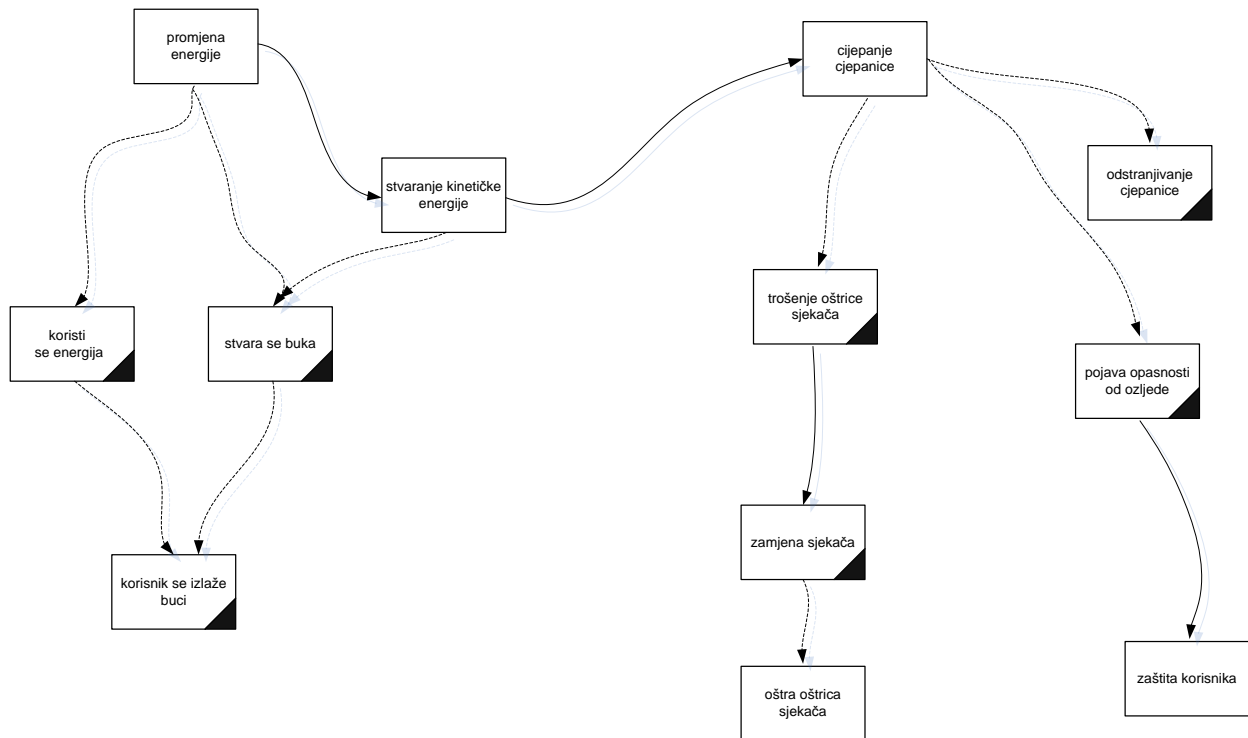 promjena
energije
cijepanje
cjepanice
stvaranje kinetičke
energije
odstranjivanje
cjepanice
trošenje oštrice
sjekača
koristi
se energija
stvara se buka
pojava opasnosti
od ozljede
zamjena sjekača
korisnik se izlaže
buci
zaštita korisnika
oštra oštrica
sjekača